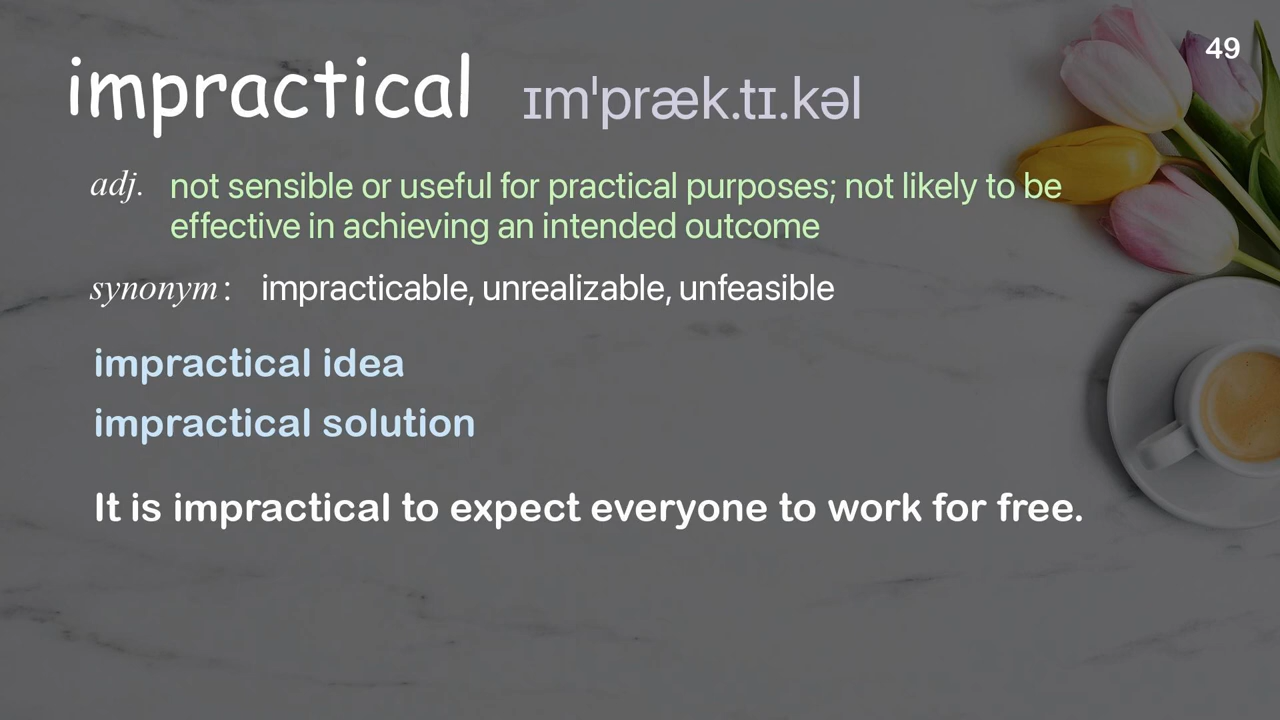 49
impractical ɪmˈpræk.tɪ.kəl
adj. not sensible or useful for practical purposes; not likely to be
effective in achieving an intended outcome
synonym : impracticable, unrealizable, unfeasible
impractical idea
impractical solution
It is impractical to expect everyone to work for free.